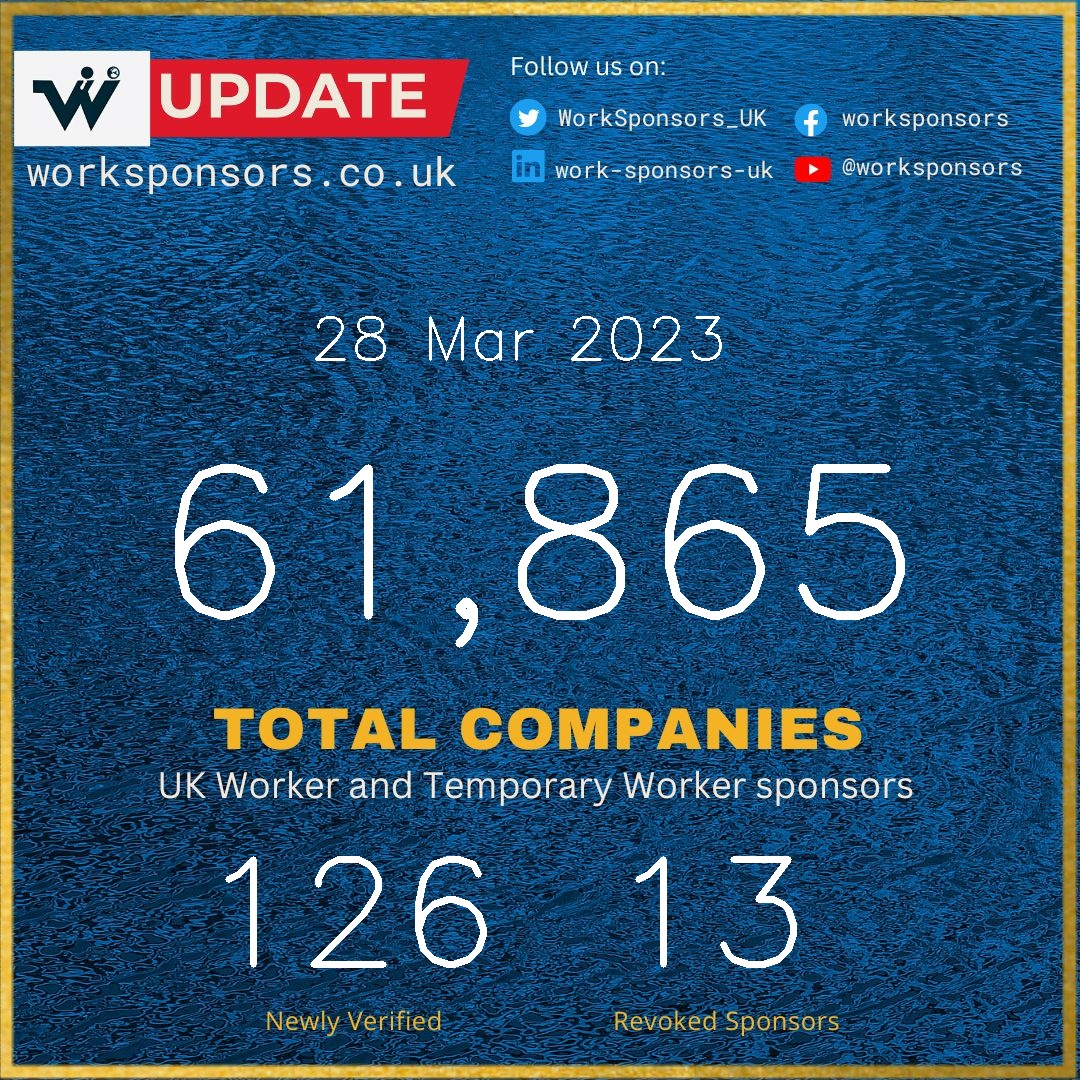 UPDATE
worksponsors.co.uk
Follow us on:
WorkSponsors_UK
worksponsors
work-sponsors-uk
@worksponsors
28 Mar 2023
61,865
TOTAL COMPANIES
UK Worker and Temporary Worker sponsors
126 13
Newly Verified Revoked Sponsors